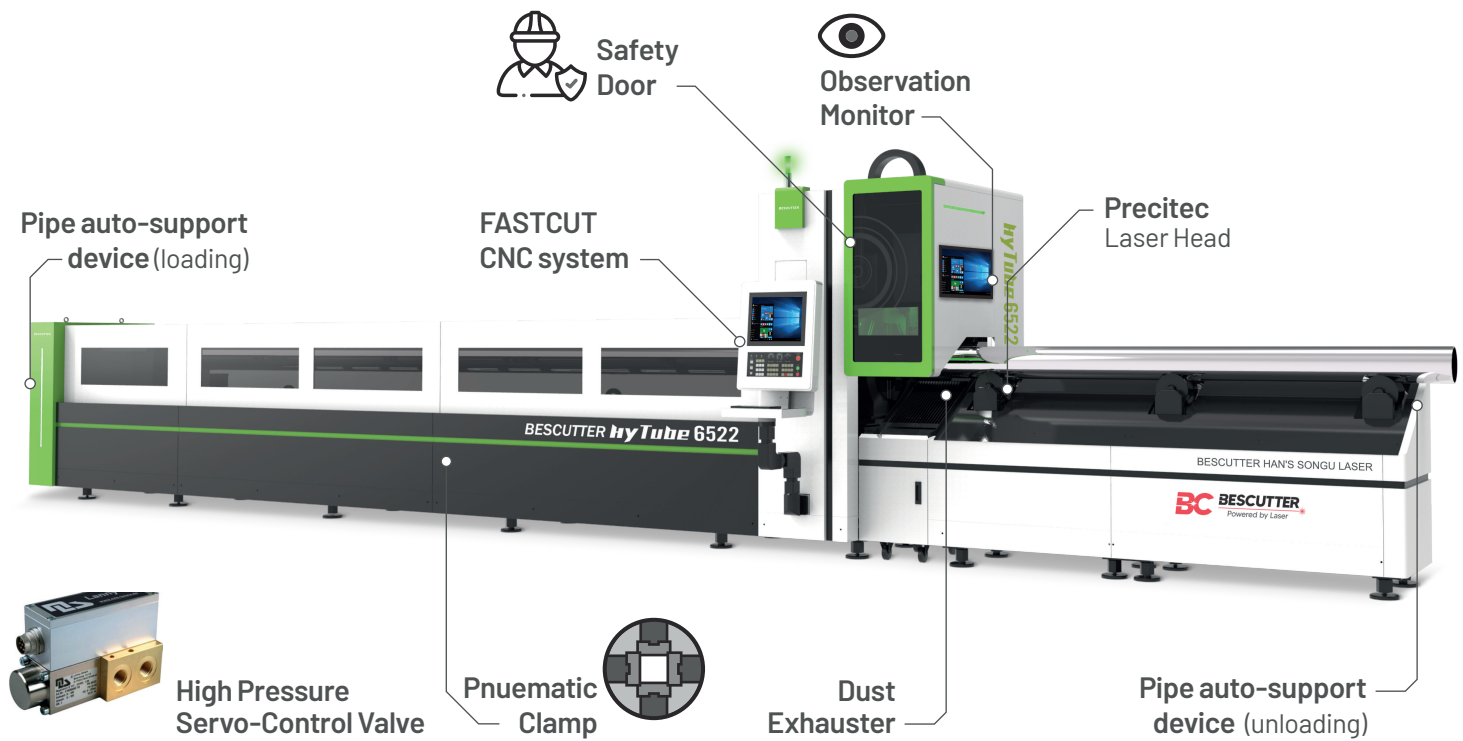 Safety
Door
Observation
Monitor
Pipe auto-support
device (loading)
FASTCUT
CNC system
Precitec
Laser Head
BESCUTTER
hyTube 6522
BESCUTTER hyTube 6522
BESCUTTER HAN'S SONGU LASER
BC BESCUTTER
Powered by Laser
High Pressure
Servo-Control Valve
Pnuematic
Clamp
Dust
Exhauster
Pipe auto-support
device (unloading)